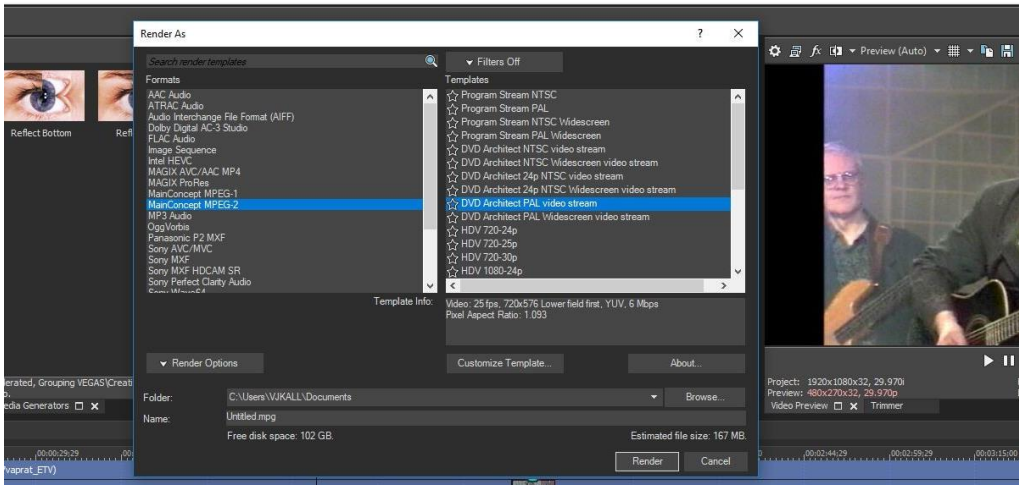 Render As
?
Search render templates
Filters Off
Formats
Templates
AAC Audio
ATRAC Audio
Audio Interchange File Format (AIFF)
Dolby Digital AC-3 Studio
FLAC Audio
Image Sequence
Intel HEVC
MAGIX AVC/AAC MP4
MAGIX ProRes
MainConcept MPEG-1
MainConcept MPEG-2
MP3 Audio
OggVorbis
Panasonic P2 MXF
Sony AVC/MVC
Sony MXF
Sony MXF HDCAM SR
Sony Perfect Clarity Audio
Sony Wave64
Program Stream NTSC
Program Stream PAL
Program Stream NTSC Widescreen
Program Stream PAL Widescreen
DVD Architect NTSC video stream
DVD Architect NTSC Widescreen video stream
DVD Architect 24p NTSC video stream
DVD Architect 24p NTSC Widescreen video stream
DVD Architect PAL video stream
DVD Architect PAL Widescreen video stream
HDV 720-24p
HDV 720-25p
HDV 720-30p
HDV 1080-24p
Template Info:
Video: 25 fps, 720x576 Lower field first, YUV, 6 Mbps
Pixel Aspect Ratio: 1.093
Render Options
Customize Template...
About...
Folder:
C:\Users\VJKALL\Documents
Browse...
Name:
Untitled.mpg
Free disk space: 102 GB.
Estimated file size: 167 MB.
Render
Cancel
Reflect Bottom
Refl
erated, Grouping VEGAS\Creati
edia Generators
fx
Preview (Auto)
Project: 1920x1080x32, 29.970i
Preview: 480x270x32, 29.970p
Video Preview
Trimmer
00:00:29:29
00:02:44:29
00:02:59:29
00:03:15:00
vaprat_ETV)